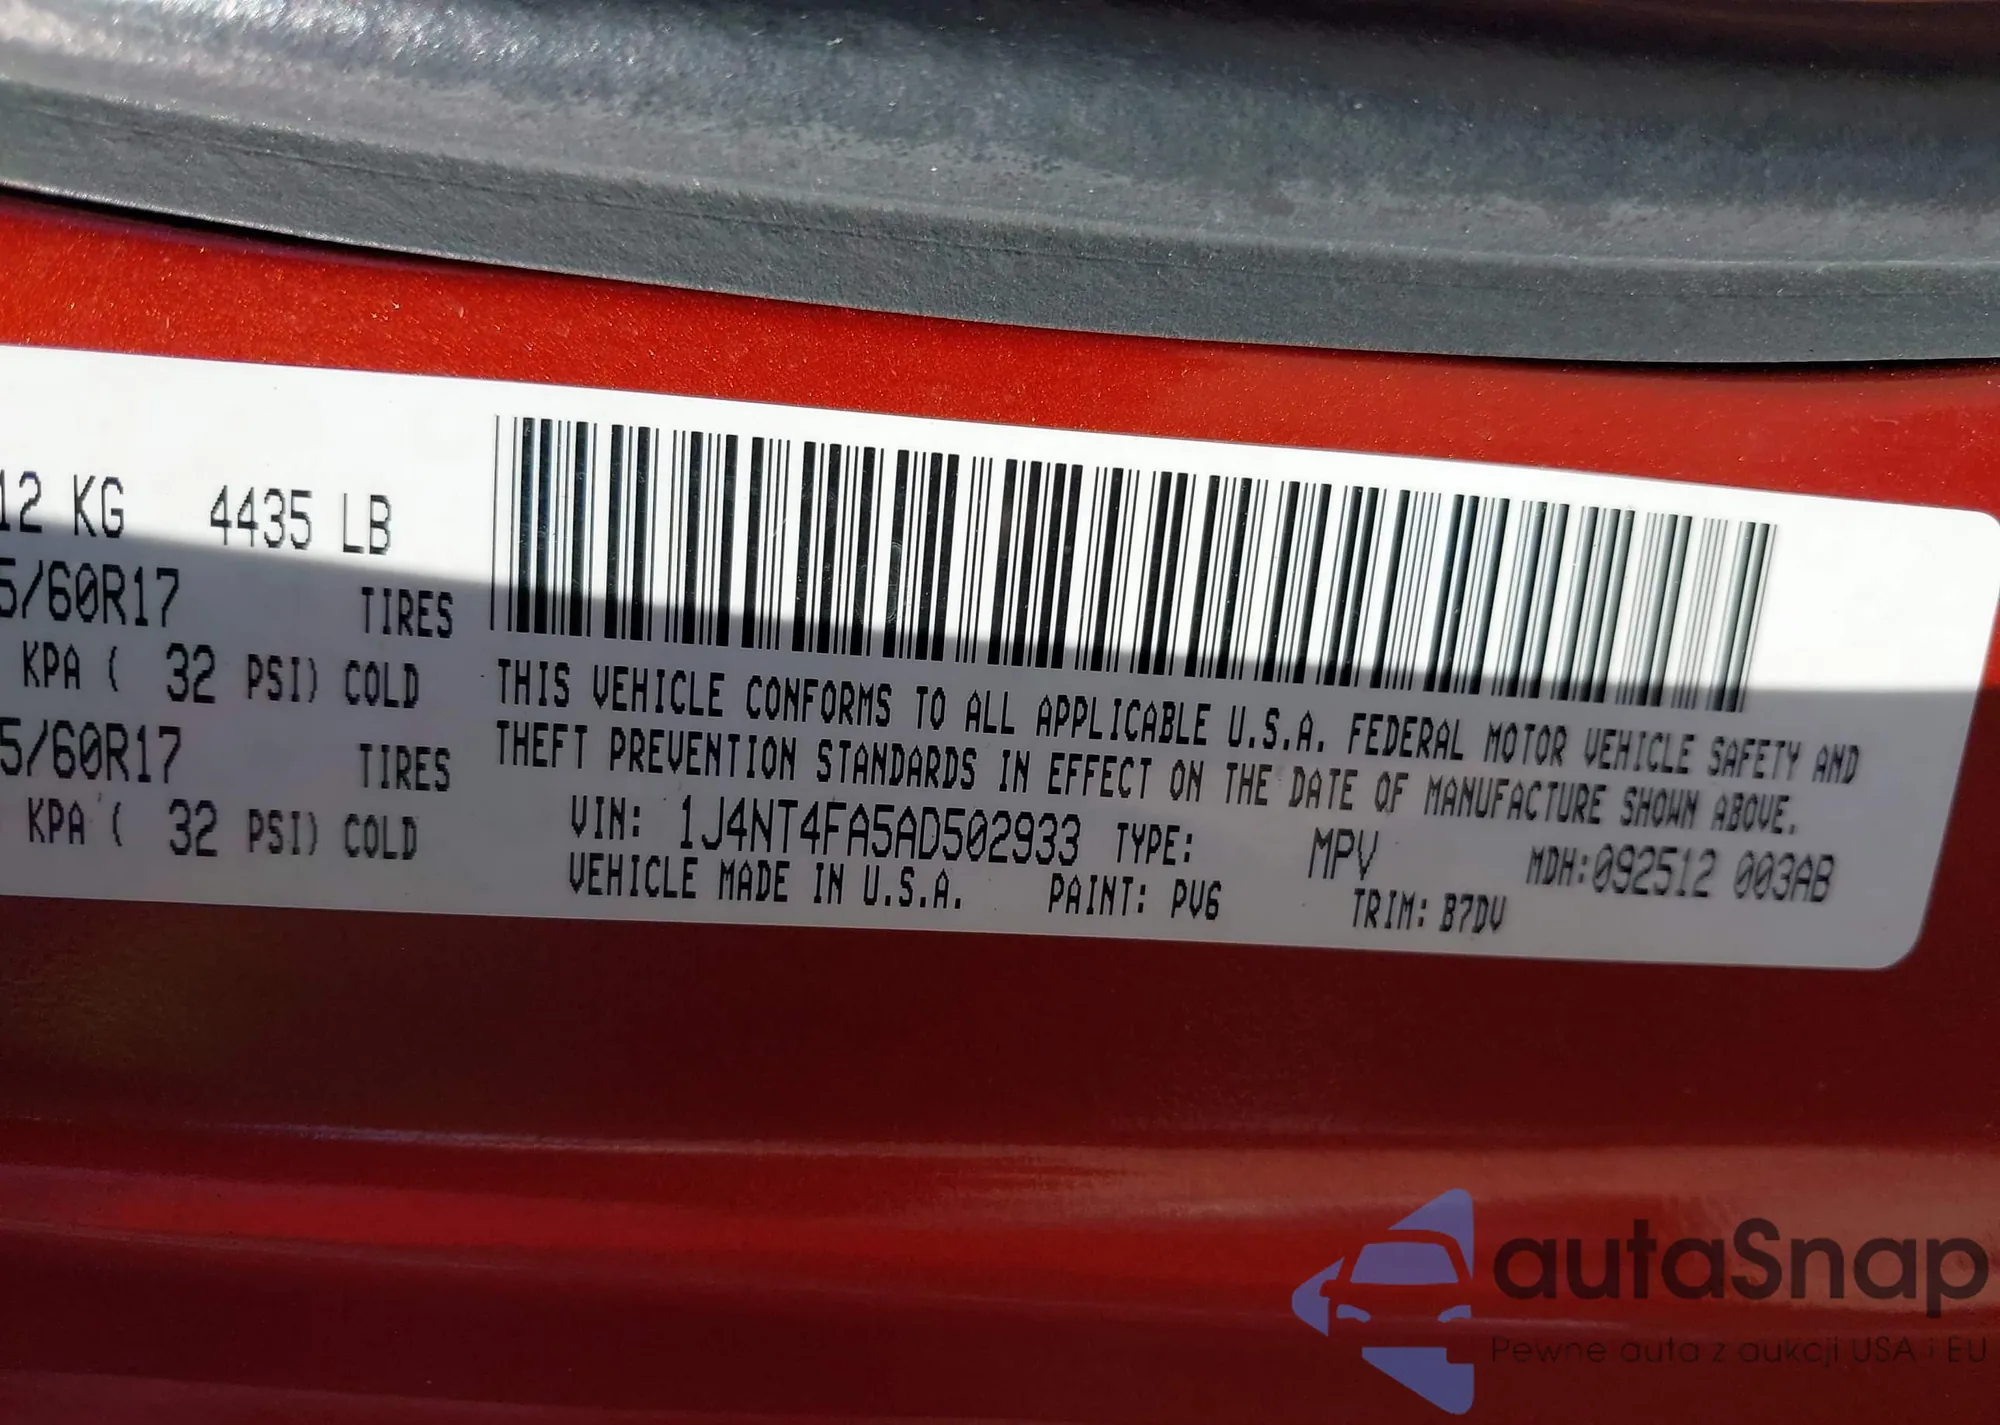 12 KG 4435 LB
5/60R17 TIRES
KPA ( 32 PSI) COLD
5/60R17 TIRES
KPA ( 32 PSI) COLD
THIS VEHICLE CONFORMS TO ALL APPLICABLE U.S.A. FEDERAL MOTOR VEHICLE SAFETY AND
THEFT PREVENTION STANDARDS IN EFFECT ON THE DATE OF MANUFACTURE SHOWN ABOVE.
VIN: 1J4NT4FA5AD502933 TYPE: MPV MDH:092512 003AB
VEHICLE MADE IN U.S.A. PAINT: PV6 TRIM: B7DV
autaSnap
Pewne auta z aukcji USA i EU